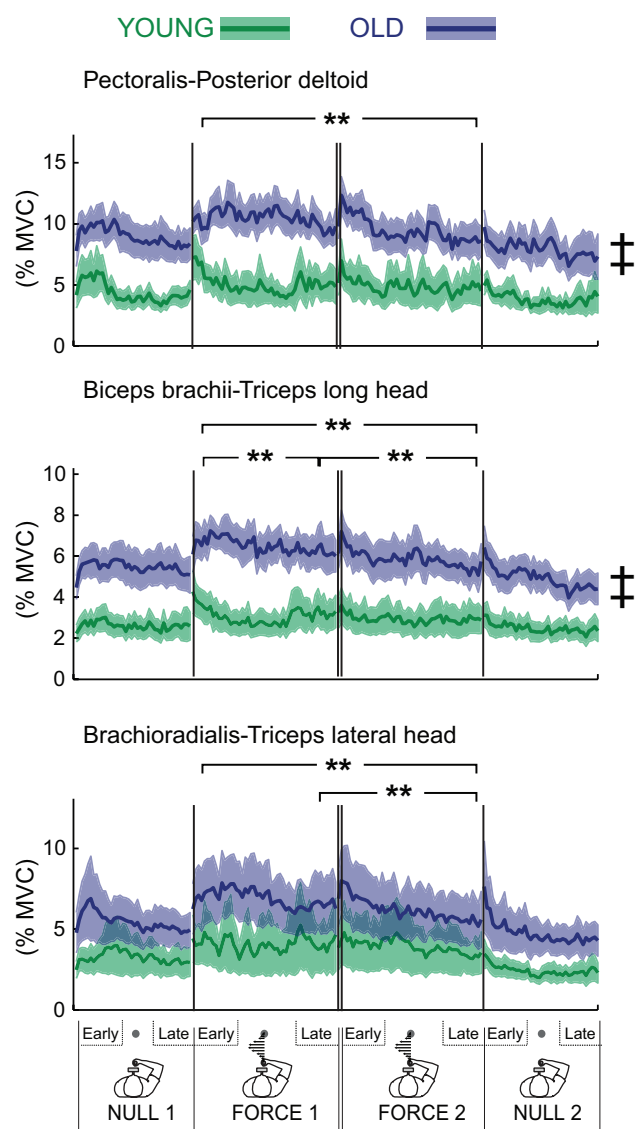 YOUNG OLD
Pectoralis-Posterior deltoid
**
15
10
5
0
(% MVC)
‡
Biceps brachii-Triceps long head
**
** **
10
8
6
4
2
0
(% MVC)
‡
Brachioradialis-Triceps lateral head
**
**
10
5
0
(% MVC)
Early Late Early Late Early Late Early Late
NULL 1 FORCE 1 FORCE 2 NULL 2